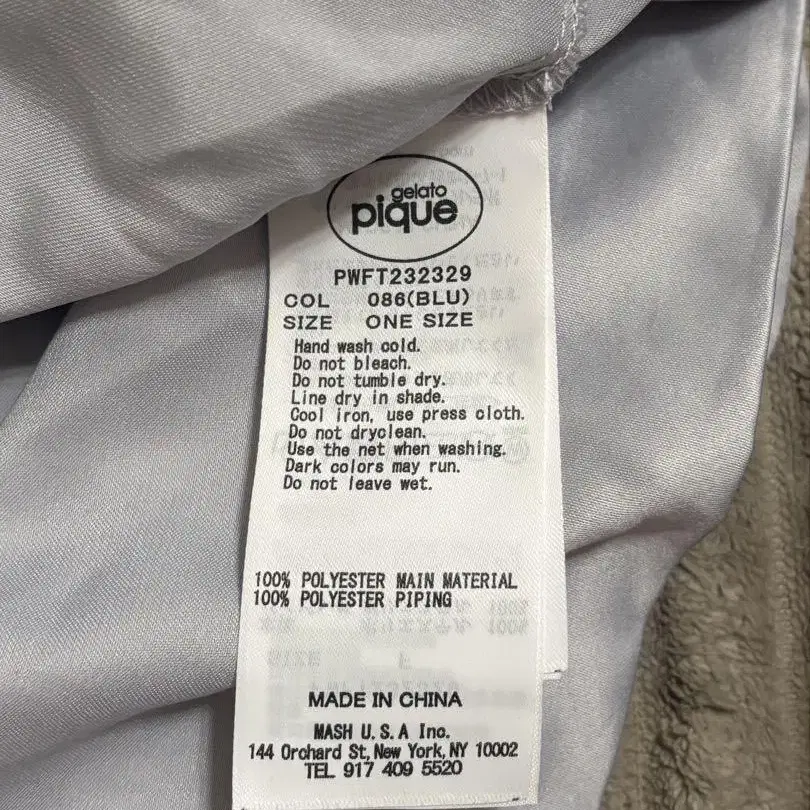 gelato
pique
PWFT232329
COL 086(BLU)
SIZE ONE SIZE
Hand wash cold.
Do not bleach.
Do not tumble dry.
Line dry in shade.
Cool iron, use press cloth.
Do not dryclean.
Use the net when washing.
Dark colors may run.
Do not leave wet.
100% POLYESTER MAIN MATERIAL
100% POLYESTER PIPING
MADE IN CHINA
MASH U.S.A Inc.
144 Orchard St, New York, NY 10002
TEL 917 409 5520